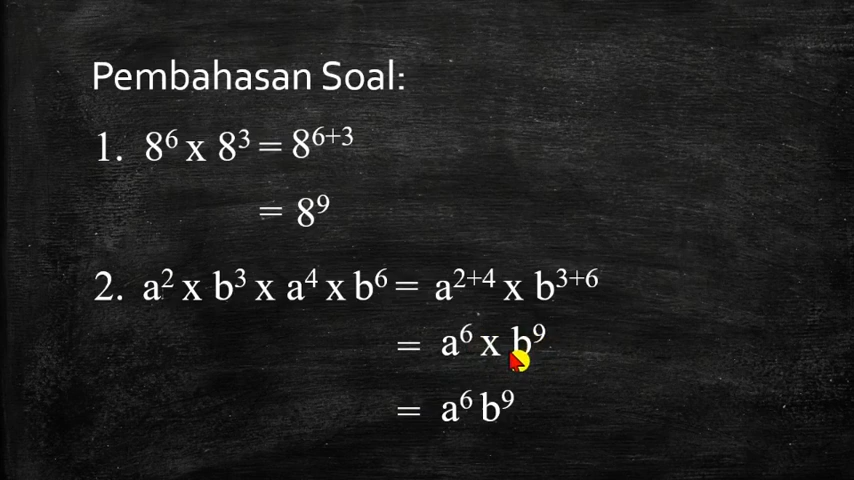 Pembahasan Soal:
1. 8⁶ x 8³ = 8⁶⁺³
= 8⁹
2. a² x b³ x a⁴ x b⁶ = a²⁺⁴ x b³⁺⁶
= a⁶ x b⁹
= a⁶ b⁹